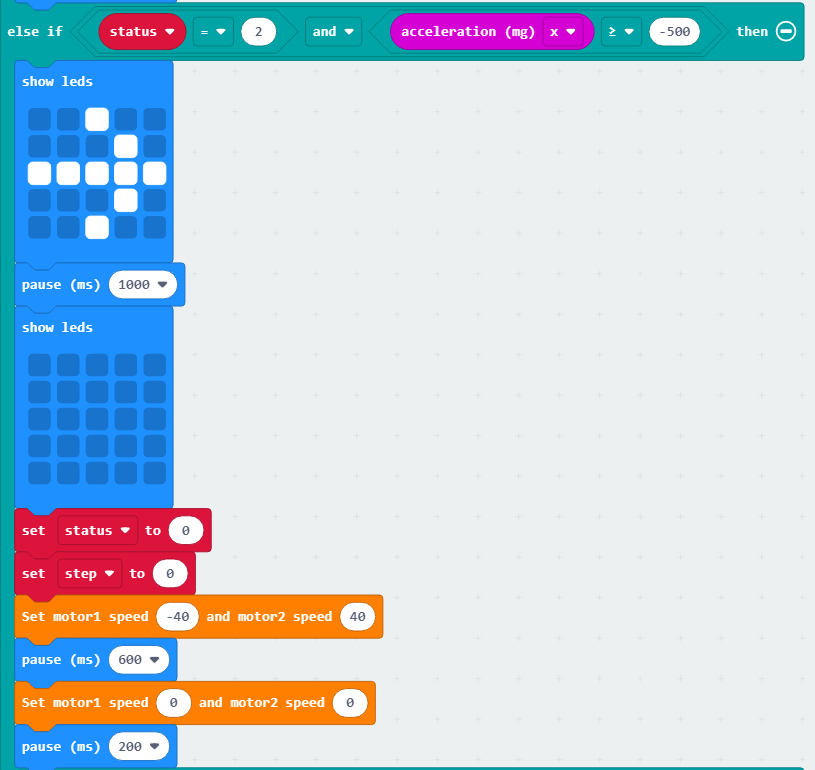 else if status = 2 and acceleration (mg) x ≥ -500 then
show leds
pause (ms) 1000
show leds
set status to 0
set step to 0
Set motor1 speed -40 and motor2 speed 40
pause (ms) 600
Set motor1 speed 0 and motor2 speed 0
pause (ms) 200